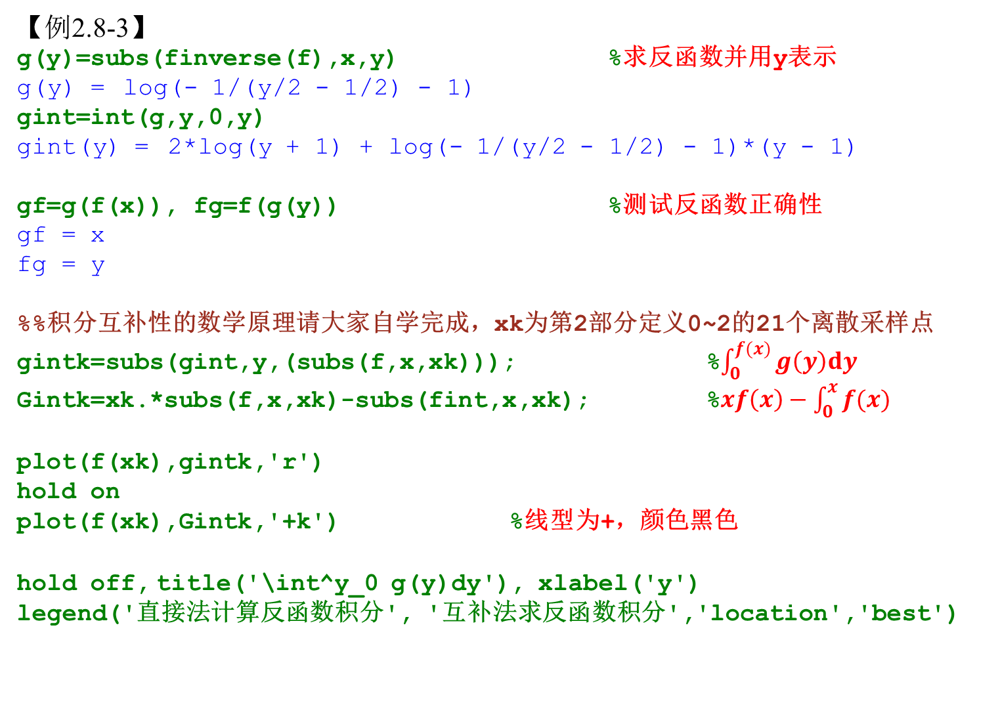 【例2.8-3】
g(y)=subs(finverse(f),x,y) %求反函数并用y表示
g(y) = log(- 1/(y/2 - 1/2) - 1)
gint=int(g,y,0,y)
gint(y) = 2*log(y + 1) + log(- 1/(y/2 - 1/2) - 1)*(y - 1)
gf=g(f(x)), fg=f(g(y)) %测试反函数正确性
gf = x
fg = y
%%积分互补性的数学原理请大家自学完成，xk为第2部分定义0~2的21个离散采样点
gintk=subs(gint,y,(subs(f,x,xk))); %∫_0^{f(x)} g(y)dy
Gintk=xk.*subs(f,x,xk)-subs(fint,x,xk); %xf(x) − ∫_0^x f(x)
plot(f(xk),gintk,'r')
hold on
plot(f(xk),Gintk,'+k') %线型为+，颜色黑色
hold off,title('\int^y_0 g(y)dy'), xlabel('y')
legend('直接法计算反函数积分', '互补法求反函数积分','location','best')